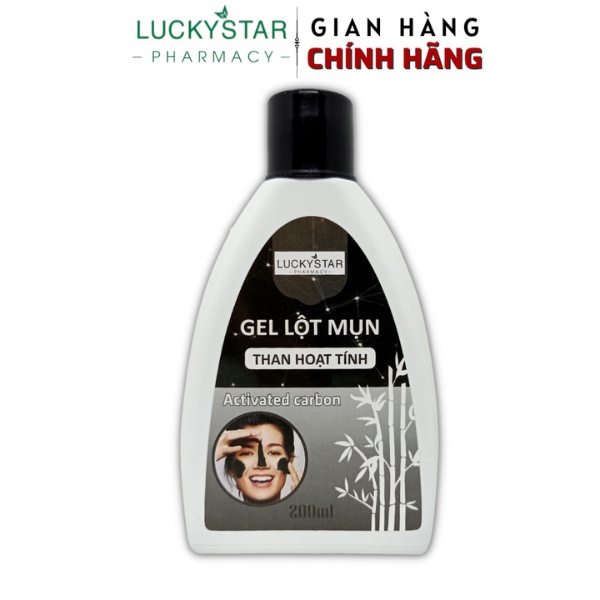 LUCKYSTAR
PHARMACY
GIAN HÀNG
CHÍNH HÃNG
LUCKYSTAR
PHARMACY
GEL LỘT MỤN
THAN HOẠT TÍNH
Activated carbon
200ml